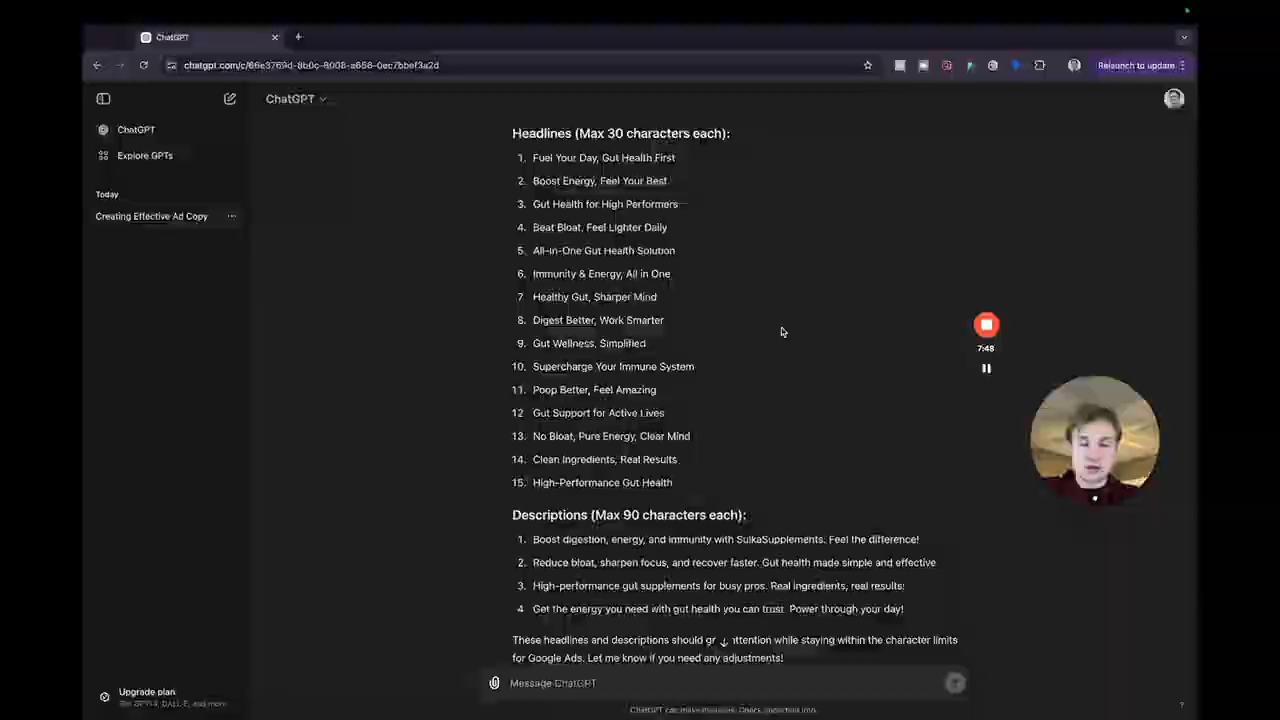 ChatGPT
chatgpt.com/c/66e3769d-8b0c-8008-a658-0ec7bbef3a2d
Relaunch to update
ChatGPT
ChatGPT
Explore GPTs
Today
Creating Effective Ad Copy
Headlines (Max 30 characters each):
1. Fuel Your Day, Gut Health First
2. Boost Energy, Feel Your Best
3. Gut Health for High Performers
4. Beat Bloat, Feel Lighter Daily
5. All-in-One Gut Health Solution
6. Immunity & Energy, All in One
7. Healthy Gut, Sharper Mind
8. Digest Better, Work Smarter
9. Gut Wellness, Simplified
10. Supercharge Your Immune System
11. Poop Better, Feel Amazing
12. Gut Support for Active Lives
13. No Bloat, Pure Energy, Clear Mind
14. Clean Ingredients, Real Results
15. High-Performance Gut Health
7:48
Descriptions (Max 90 characters each):
1. Boost digestion, energy, and immunity with SulkaSupplements. Feel the difference!
2. Reduce bloat, sharpen focus, and recover faster. Gut health made simple and effective
3. High-performance gut supplements for busy pros. Real ingredients, real results.
4. Get the energy you need with gut health you can trust. Power through your day!
These headlines and descriptions should attention while staying within the character limits
for Google Ads. Let me know if you need any adjustments!
Message ChatGPT
Upgrade plan
ChatGPT can make mistakes. Check important info.
?